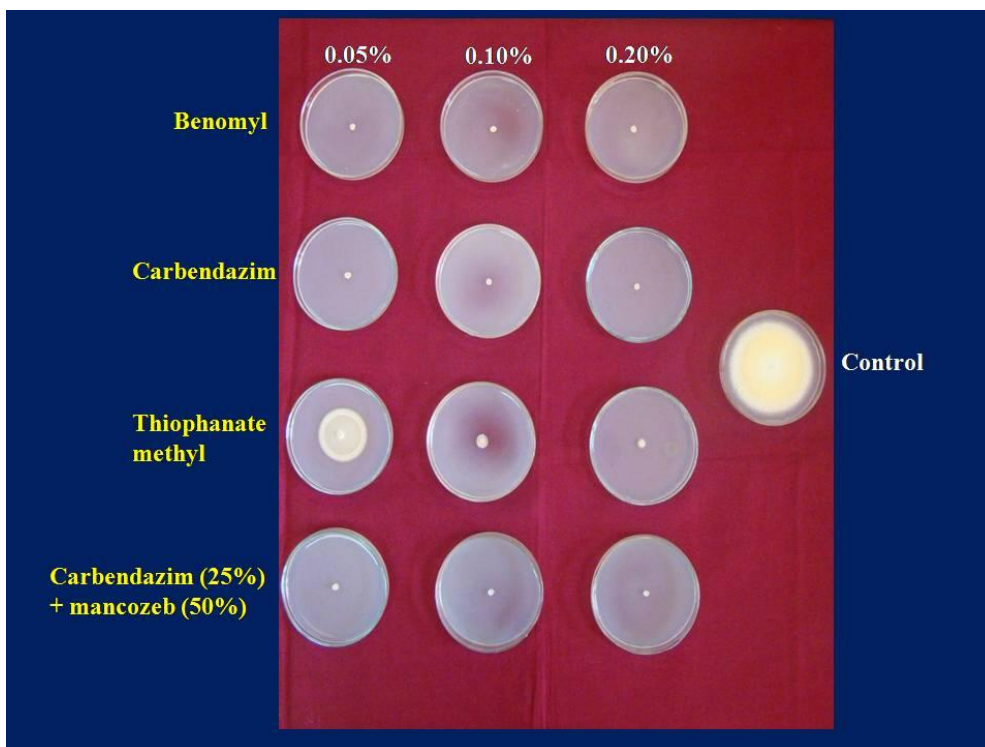 0.05% 0.10% 0.20%
Benomyl
Carbendazim
Control
Thiophanate
methyl
Carbendazim (25%)
+ mancozeb (50%)